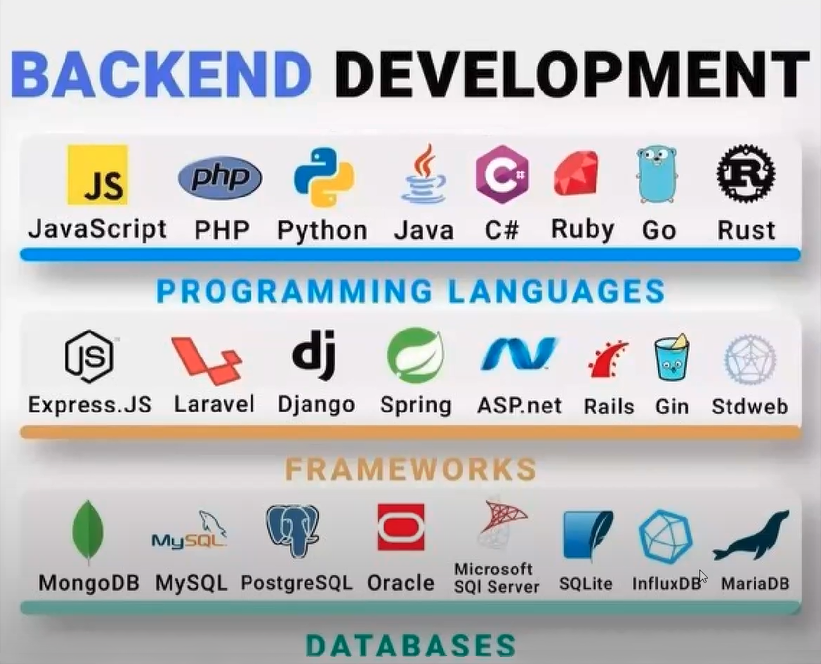 BACKEND DEVELOPMENT
JS php
JavaScript PHP Python Java C# Ruby Go Rust
PROGRAMMING LANGUAGES
JS dj
Express.JS Laravel Django Spring ASP.net Rails Gin Stdweb
FRAMEWORKS
MySQL
MongoDB MySQL PostgreSQL Oracle Microsoft SQl Server SQLite InfluxDB MariaDB
DATABASES